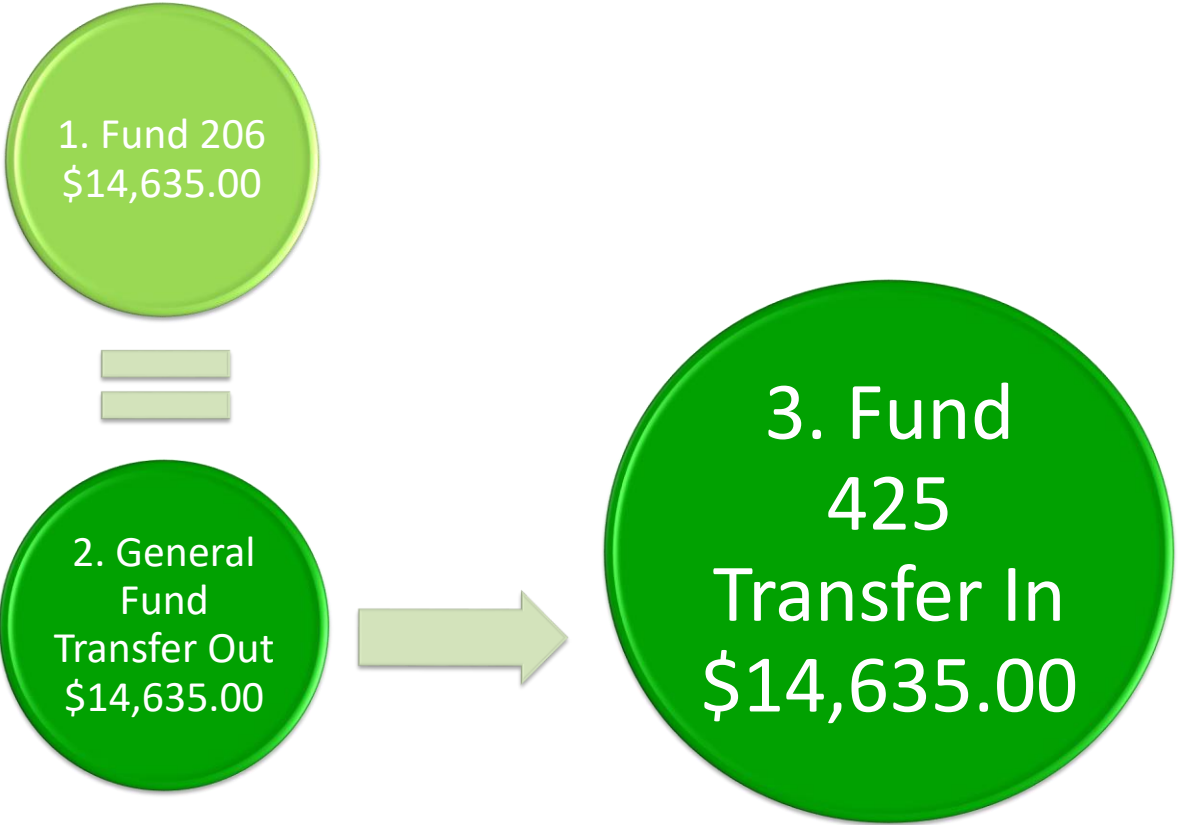 1. Fund 206
$14,635.00
2. General
Fund
Transfer Out
$14,635.00
3. Fund
425
Transfer In
$14,635.00